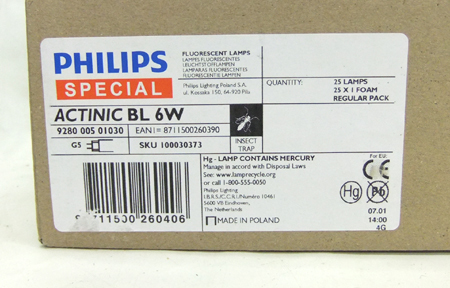 PHILIPS
SPECIAL
FLUORESCENT LAMPS
LAMPES FLUORESCENTES
LEUCHTSTOFFLAMPEN
LAMPARAS FLUORESCENTES
FLUORESCENTIE LAMPEN
Philips Lighting Poland S.A.
ul. Kossaka 150, 64-920 Piła
QUANTITY: 25 LAMPS
25 X 1 FOAM
REGULAR PACK
ACTINIC BL 6W
9280 005 01030 EAN I= 8711500260390
G5 SKU 100030373
INSECT
TRAP
Hg - LAMP CONTAINS MERCURY
Manage in accord with Disposal Laws
See www.lamprecycle.org
or call 1-800-555-0050
Philips Lighting
5600 VB Eindhoven,
The Netherlands
MADE IN POLAND
CE
Hg
Pb
07.01
14:00
4G
11500 260406